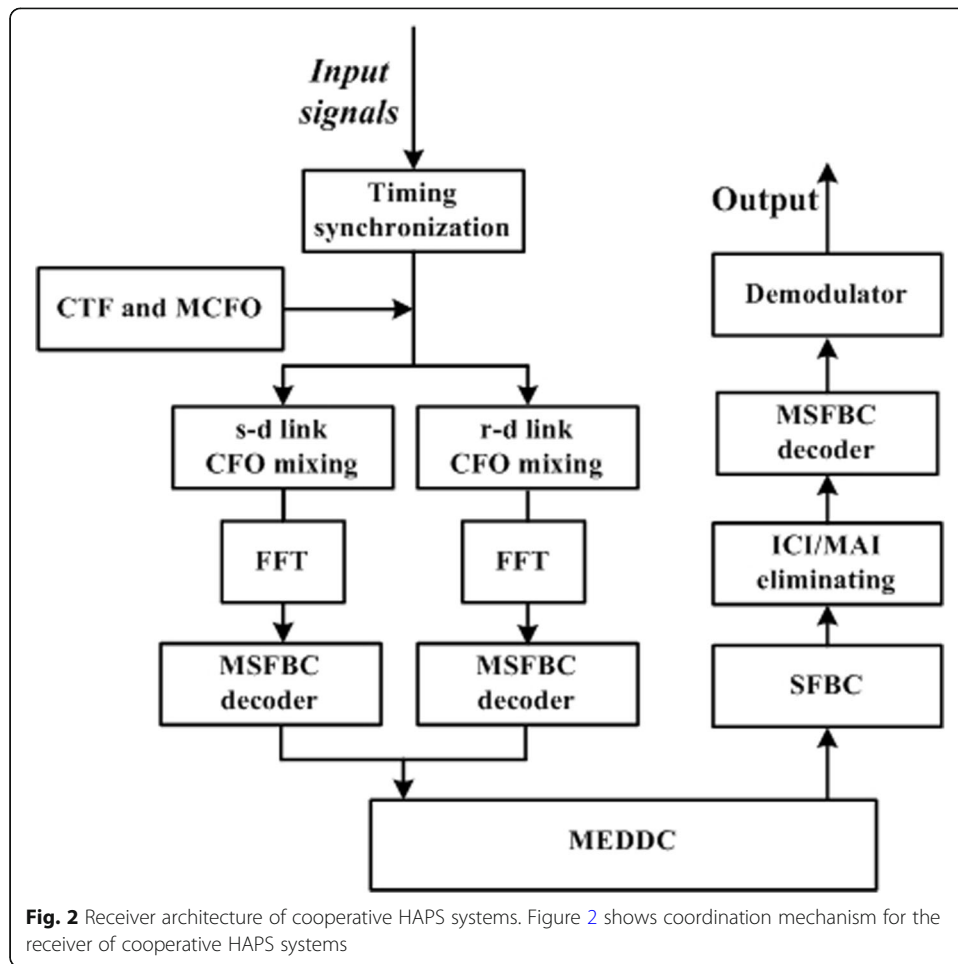 Input
signals
Timing
synchronization
CTF and MCFO
s-d link
CFO mixing
r-d link
CFO mixing
FFT
FFT
MSFBC
decoder
MSFBC
decoder
MEDDC
SFBC
ICI/MAI
eliminating
MSFBC
decoder
Demodulator
Output
Fig. 2 Receiver architecture of cooperative HAPS systems. Figure 2 shows coordination mechanism for the
receiver of cooperative HAPS systems